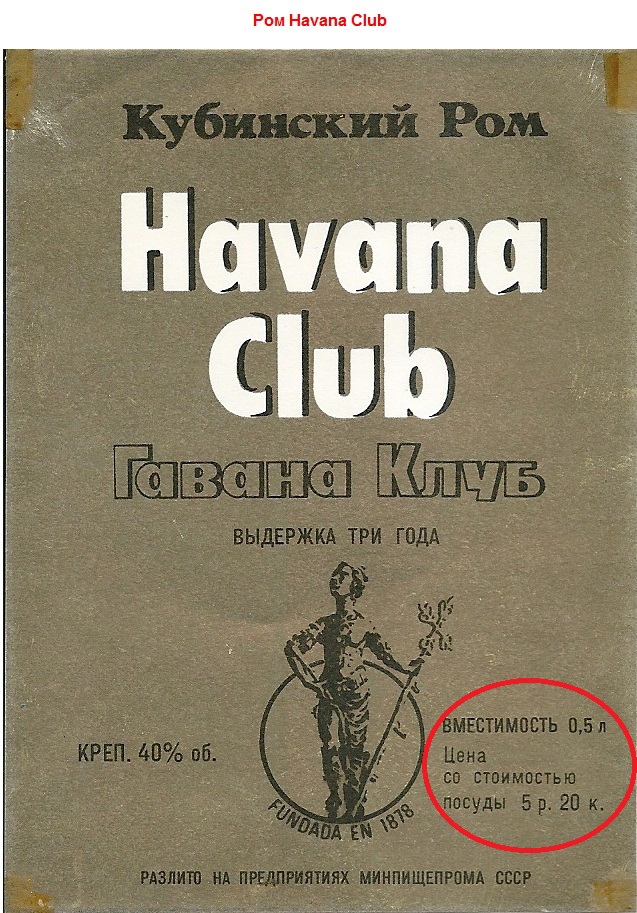 Ром Havana Club
Кубинский Ром
Havana
Club
Гавана Клуб
ВЫДЕРЖКА ТРИ ГОДА
ВМЕСТИМОСТЬ 0,5 л
КРЕП. 40% об.
Цена
со стоимостью
посуды 5 р. 20 к.
FUNDADA EN 1878
РАЗЛИТО НА ПРЕДПРИЯТИЯХ МИНПИЩЕПРОМА СССР